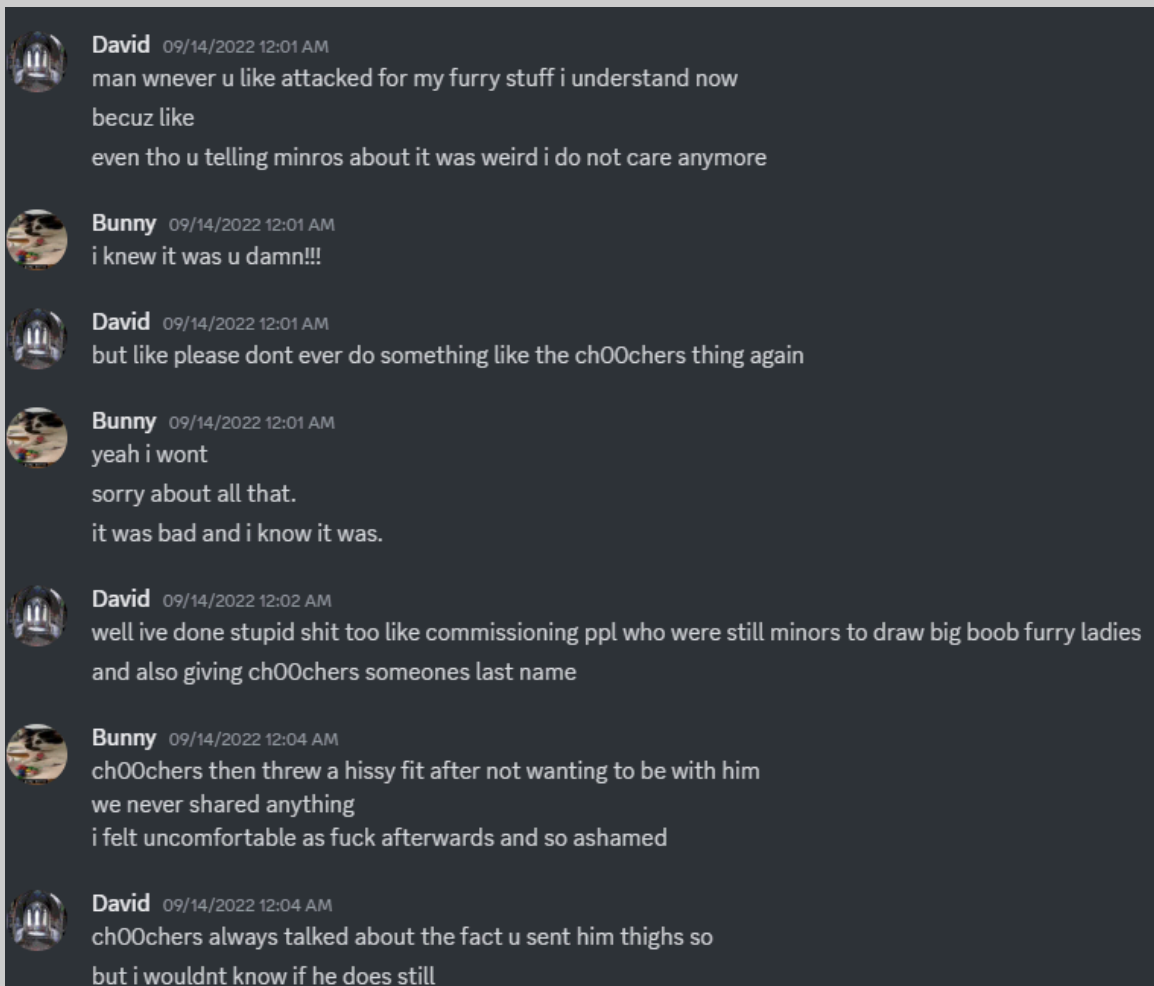 David 09/14/2022 12:01 AM
man wnever u like attacked for my furry stuff i understand now
becuz like
even tho u telling minros about it was weird i do not care anymore
Bunny 09/14/2022 12:01 AM
i knew it was u damn!!!
David 09/14/2022 12:01 AM
but like please dont ever do something like the ch00chers thing again
Bunny 09/14/2022 12:01 AM
yeah i wont
sorry about all that.
it was bad and i know it was.
David 09/14/2022 12:02 AM
well ive done stupid shit too like commissioning ppl who were still minors to draw big boob furry ladies
and also giving ch00chers someones last name
Bunny 09/14/2022 12:04 AM
ch00chers then threw a hissy fit after not wanting to be with him
we never shared anything
i felt uncomfortable as fuck afterwards and so ashamed
David 09/14/2022 12:04 AM
ch00chers always talked about the fact u sent him thighs so
but i wouldnt know if he does still